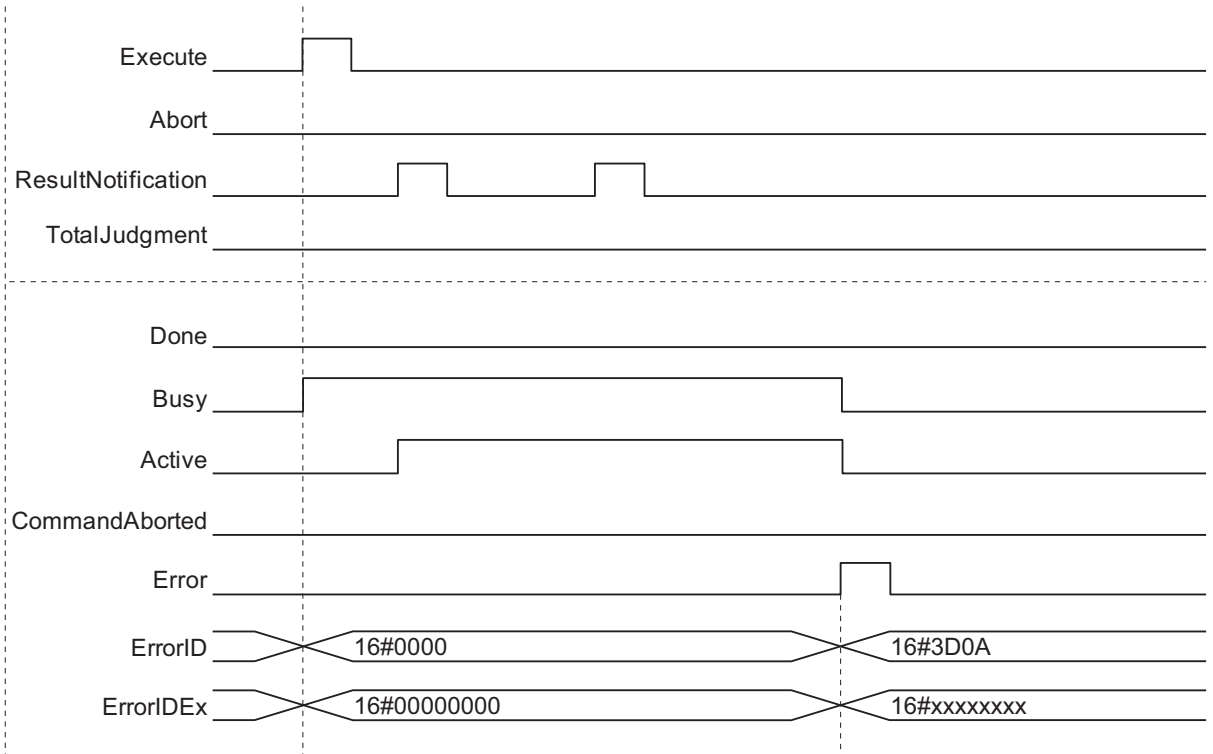 Execute
Abort
ResultNotification
TotalJudgment
Done
Busy
Active
CommandAborted
Error
ErrorID 16#0000 16#3D0A
ErrorIDEx 16#00000000 16#xxxxxxxx